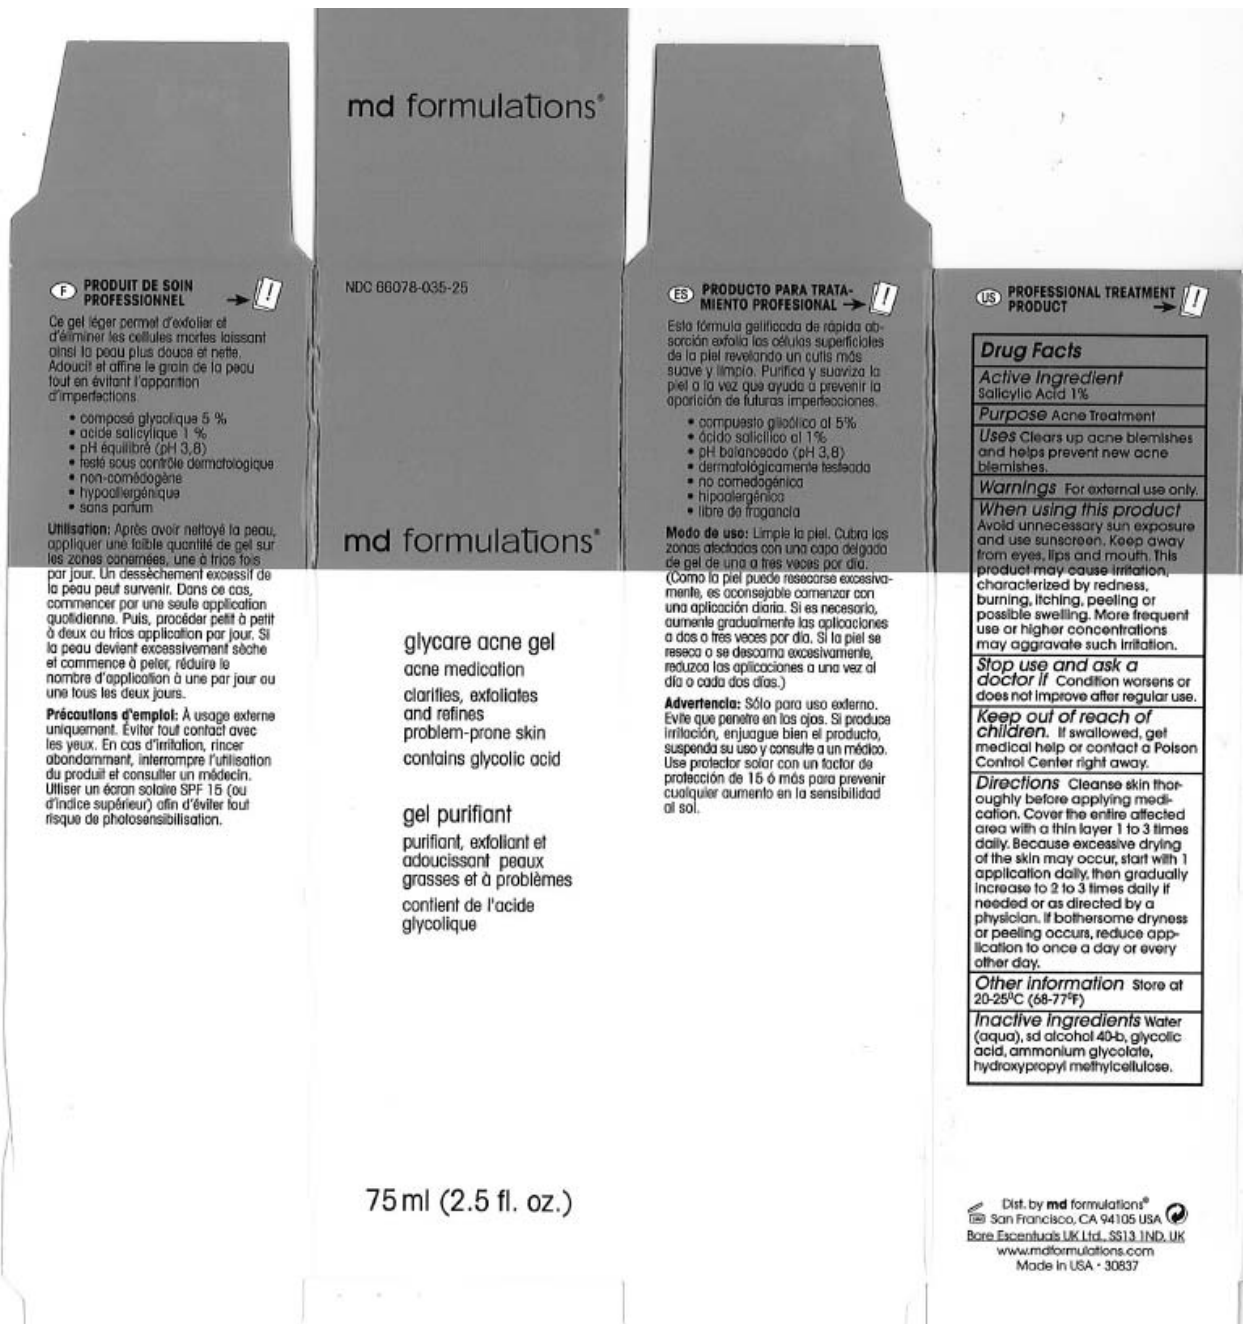 F PRODUIT DE SOIN
PROFESSIONNEL
Ce gel léger permet d'exfolier et
d'éliminer les cellules mortes laissant
ainsi la peau plus douce et nette.
Adoucit et affine le grain de la peau
tout en évitant l'apparition
d'imperfections.
• composé glycolique 5 %
• acide salicylique 1 %
• pH équilibré (pH 3,8)
• testé sous contrôle dermatologique
• non-comédogène
• hypoallergénique
• sans parfum
Utilisation: Après avoir nettoyé la peau,
appliquer une faible quantité de gel sur
les zones conernées, une à trios fois
par jour. Un dessèchement excessif de
la peau peut survenir. Dans ce cas,
commencer par une seule application
quotidienne. Puis, procéder petit à petit
à deux ou trios application par jour. Si
la peau devient excessivement sèche
et commence à peler, réduire le
nombre d'application à une par jour ou
une tous les deux jours.
Précautions d'emploi: À usage externe
uniquement. Éviter tout contact avec
les yeux. En cas d'irritation, rincer
abondamment, interrompre l'utilisation
du produit et consulter un médecin.
Utliser un écran solaire SPF 15 (ou
d'indice supérieur) afin d'éviter tout
risque de photosensibilisation.
md formulations®
NDC 66078-035-25
md formulations®
glycare acne gel
acne medication
clarifies, exfoliates
and refines
problem-prone skin
contains glycolic acid
gel purifiant
purifiant, exfoliant et
adoucissant peaux
grasses et à problèmes
contient de l'acide
glycolique
75 ml (2.5 fl. oz.)
ES PRODUCTO PARA TRATA-
MIENTO PROFESIONAL
Esta fórmula gelificada de rápida ab-
sorción exfolia las células superficiales
de la piel revelando un cutis más
suave y limpio. Purifica y suaviza la
piel a la vez que ayuda a prevenir la
aparición de futuras imperfecciones.
• compuesto glicólico al 5%
• ácido salicílico al 1%
• pH balanceado (pH 3,8)
• dermatológicamente testeada
• no comedogénica
• hipoalergénica
• libre de fragancia
Modo de uso: Limpie la piel. Cubra las
zonas afectadas con una capa delgada
de gel de una a tres veces por día.
(Como la piel puede resecarse excesiva-
mente, es aconsejable comenzar con
una aplicación diaria. Si es necesario,
aumente gradualmente las aplicaciones
a dos o tres veces por día. Si la piel se
reseca o se descama excesivamente,
reduzca las aplicaciones a una vez al
día o cada dos días.)
Advertencia: Sólo para uso externo.
Evite que penetre en los ojos. Si produce
irritación, enjuague bien el producto,
suspenda su uso y consulte a un médico.
Use protector solar con un factor de
protección de 15 ó más para prevenir
cualquier aumento en la sensibilidad
al sol.
US PROFESSIONAL TREATMENT
PRODUCT
Drug Facts
Active Ingredient
Salicylic Acid 1%
Purpose Acne Treatment
Uses Clears up acne blemishes
and helps prevent new acne
blemishes.
Warnings For external use only.
When using this product
Avoid unnecessary sun exposure
and use sunscreen. Keep away
from eyes, lips and mouth. This
product may cause irritation,
characterized by redness,
burning, itching, peeling or
possible swelling. More frequent
use or higher concentrations
may aggravate such irritation.
Stop use and ask a
doctor if Condition worsens or
does not improve after regular use.
Keep out of reach of
children. If swallowed, get
medical help or contact a Poison
Control Center right away.
Directions Cleanse skin thor-
oughly before applying medi-
cation. Cover the entire affected
area with a thin layer 1 to 3 times
daily. Because excessive drying
of the skin may occur, start with 1
application daily, then gradually
increase to 2 to 3 times daily if
needed or as directed by a
physician. If bothersome dryness
or peeling occurs, reduce app-
lication to once a day or every
other day.
Other information Store at
20-25°C (68-77°F)
Inactive ingredients Water
(aqua), sd alcohol 40-b, glycolic
acid, ammonium glycolate,
hydroxypropyl methylcellulose.
Dist. by md formulations®
San Francisco, CA 94105 USA
Bare Escentuals UK Ltd., SS13 1ND, UK
www.mdformulations.com
Made in USA • 30837